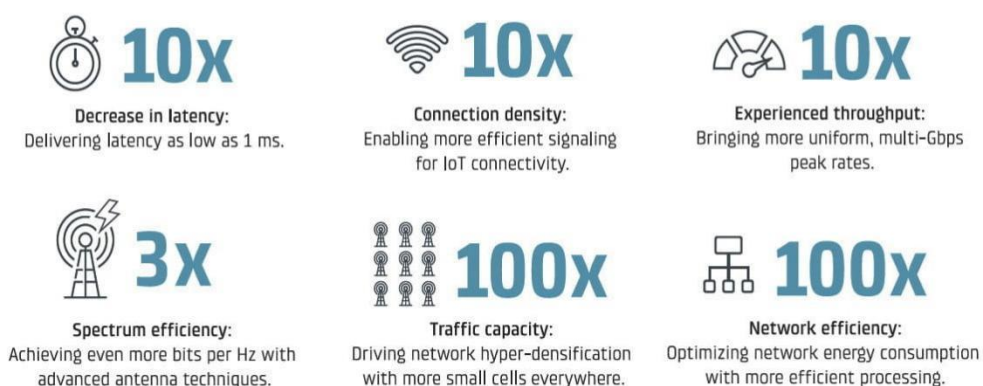 10x
Decrease in latency:
Delivering latency as low as 1 ms.
10x
Connection density:
Enabling more efficient signaling
for IoT connectivity.
10x
Experienced throughput:
Bringing more uniform, multi-Gbps
peak rates.
3x
Spectrum efficiency:
Achieving even more bits per Hz with
advanced antenna techniques.
100x
Traffic capacity:
Driving network hyper-densification
with more small cells everywhere.
100x
Network efficiency:
Optimizing network energy consumption
with more efficient processing.